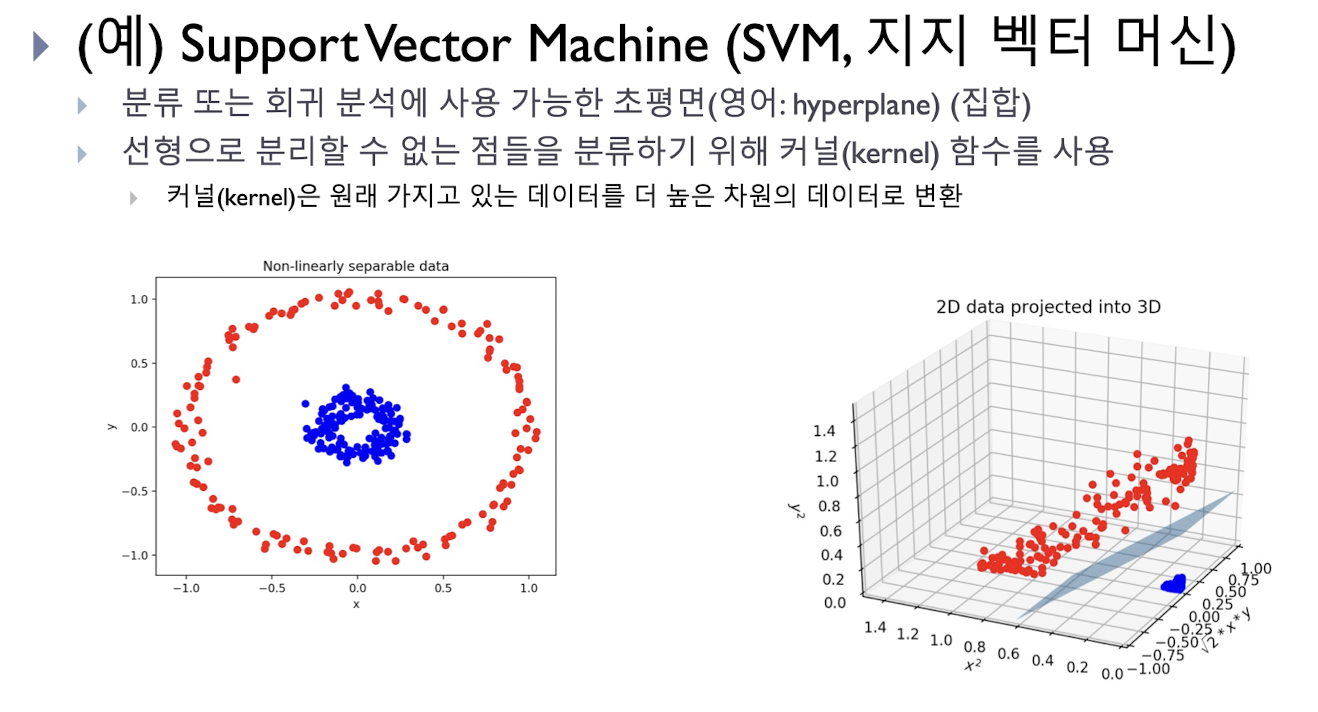 (예) Support Vector Machine (SVM, 지지 벡터 머신)
분류 또는 회귀 분석에 사용 가능한 초평면(영어: hyperplane) (집합)
선형으로 분리할 수 없는 점들을 분류하기 위해 커널(kernel) 함수를 사용
커널(kernel)은 원래 가지고 있는 데이터를 더 높은 차원의 데이터로 변환
Non-linearly separable data
1.0
0.5
0.0
−0.5
−1.0
y
−1.0 −0.5 0.0 0.5 1.0
x
2D data projected into 3D
1.4
1.2
1.0
0.8
0.6
0.4
0.2
0.0
y²
1.4 1.2 1.0 0.8 0.6 0.4 0.2 0.0
x²
1.00
0.75
0.50
0.25
0.00
−0.25
−0.50
−0.75
−1.00
√2 * x * y